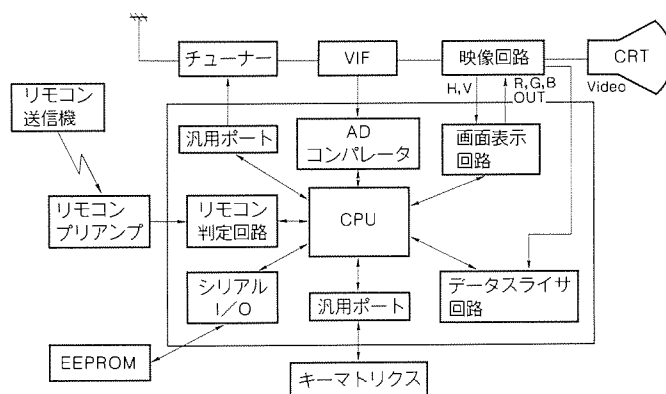 チューナー
VIF
映像回路
CRT
H,V
R,G,B
OUT
Video
リモコン
送信機
汎用ポート
AD
コンパレータ
画面表示
回路
リモコン
プリアンプ
リモコン
判定回路
CPU
シリアル
I/O
汎用ポート
データスライサ
回路
EEPROM
キーマトリクス